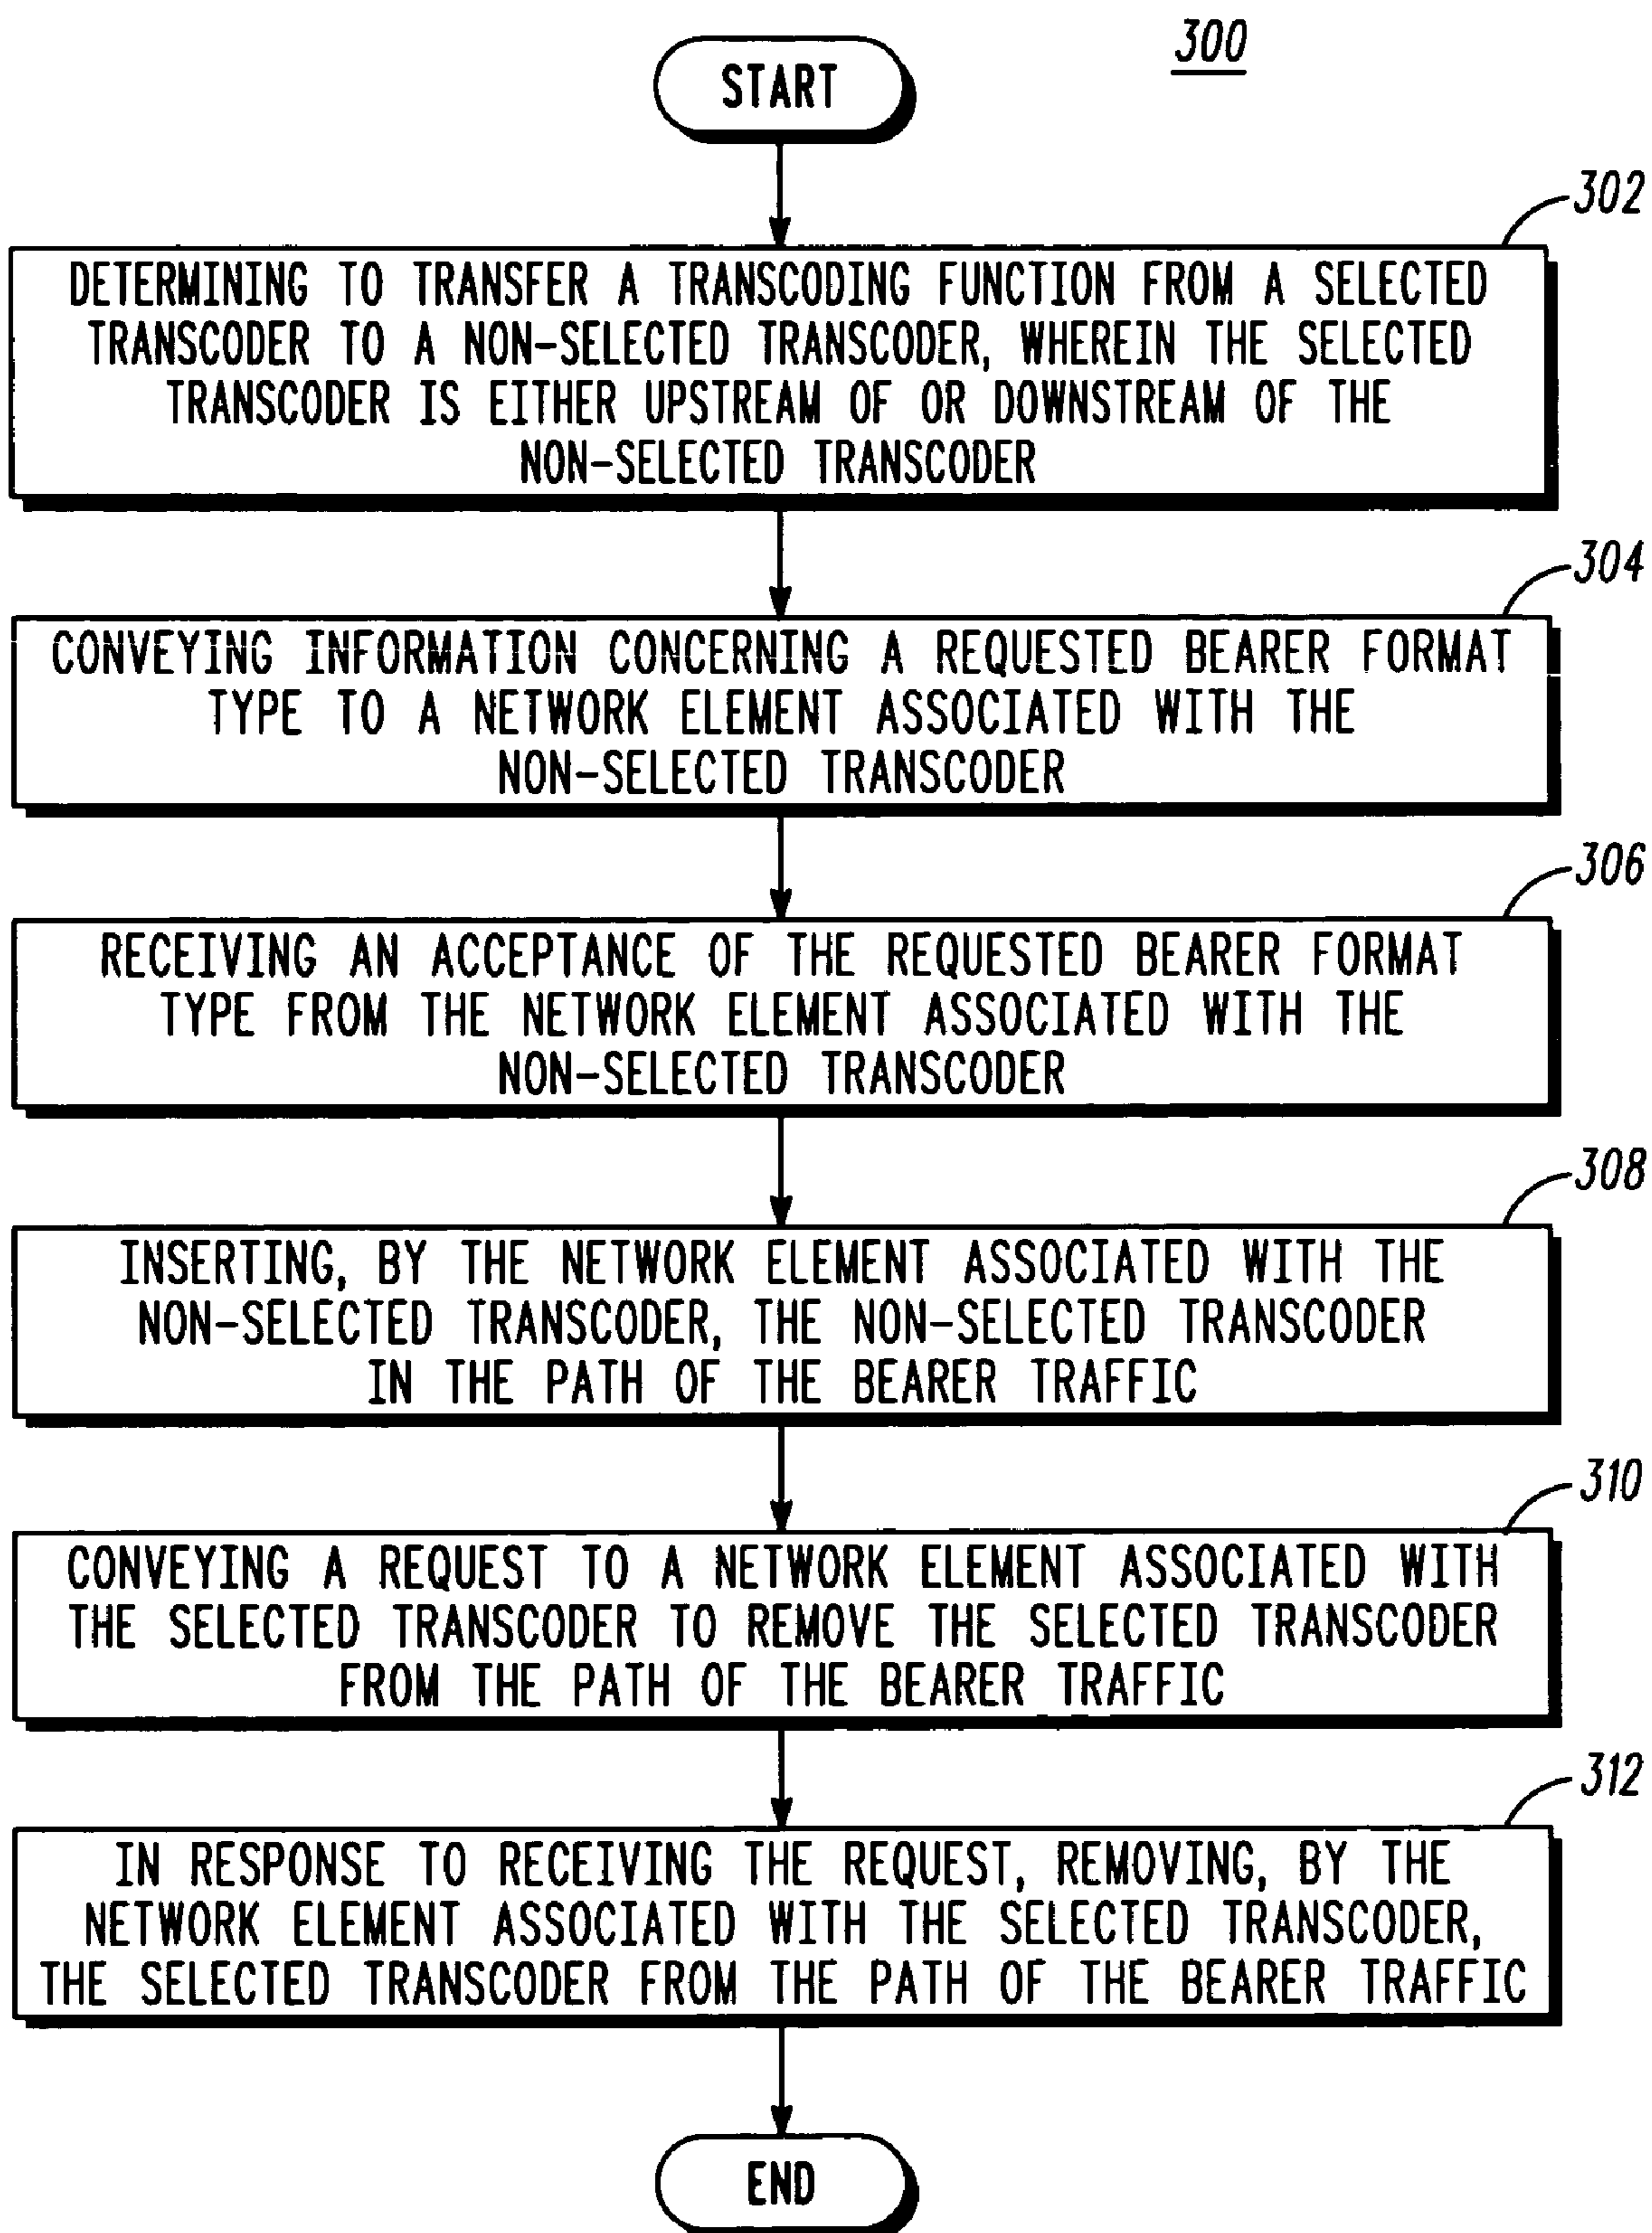 300
START
302
DETERMINING TO TRANSFER A TRANSCODING FUNCTION FROM A SELECTED
TRANSCODER TO A NON-SELECTED TRANSCODER, WHEREIN THE SELECTED
TRANSCODER IS EITHER UPSTREAM OF OR DOWNSTREAM OF THE
NON-SELECTED TRANSCODER
304
CONVEYING INFORMATION CONCERNING A REQUESTED BEARER FORMAT
TYPE TO A NETWORK ELEMENT ASSOCIATED WITH THE
NON-SELECTED TRANSCODER
306
RECEIVING AN ACCEPTANCE OF THE REQUESTED BEARER FORMAT
TYPE FROM THE NETWORK ELEMENT ASSOCIATED WITH THE
NON-SELECTED TRANSCODER
308
INSERTING, BY THE NETWORK ELEMENT ASSOCIATED WITH THE
NON-SELECTED TRANSCODER, THE NON-SELECTED TRANSCODER
IN THE PATH OF THE BEARER TRAFFIC
310
CONVEYING A REQUEST TO A NETWORK ELEMENT ASSOCIATED WITH
THE SELECTED TRANSCODER TO REMOVE THE SELECTED TRANSCODER
FROM THE PATH OF THE BEARER TRAFFIC
312
IN RESPONSE TO RECEIVING THE REQUEST, REMOVING, BY THE
NETWORK ELEMENT ASSOCIATED WITH THE SELECTED TRANSCODER,
THE SELECTED TRANSCODER FROM THE PATH OF THE BEARER TRAFFIC
END